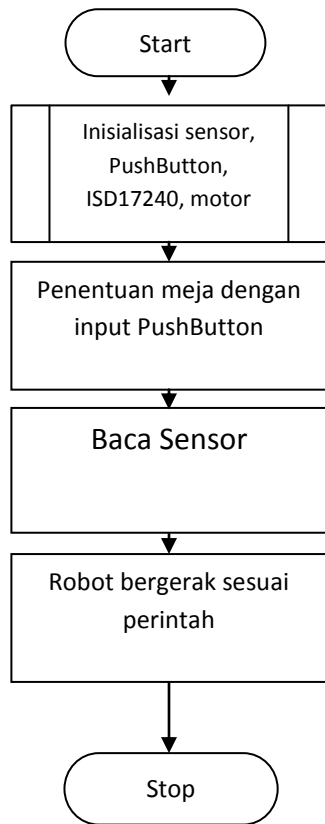 Start
Inisialisasi sensor,
PushButton,
ISD17240, motor
Penentuan meja dengan
input PushButton
Baca Sensor
Robot bergerak sesuai
perintah
Stop